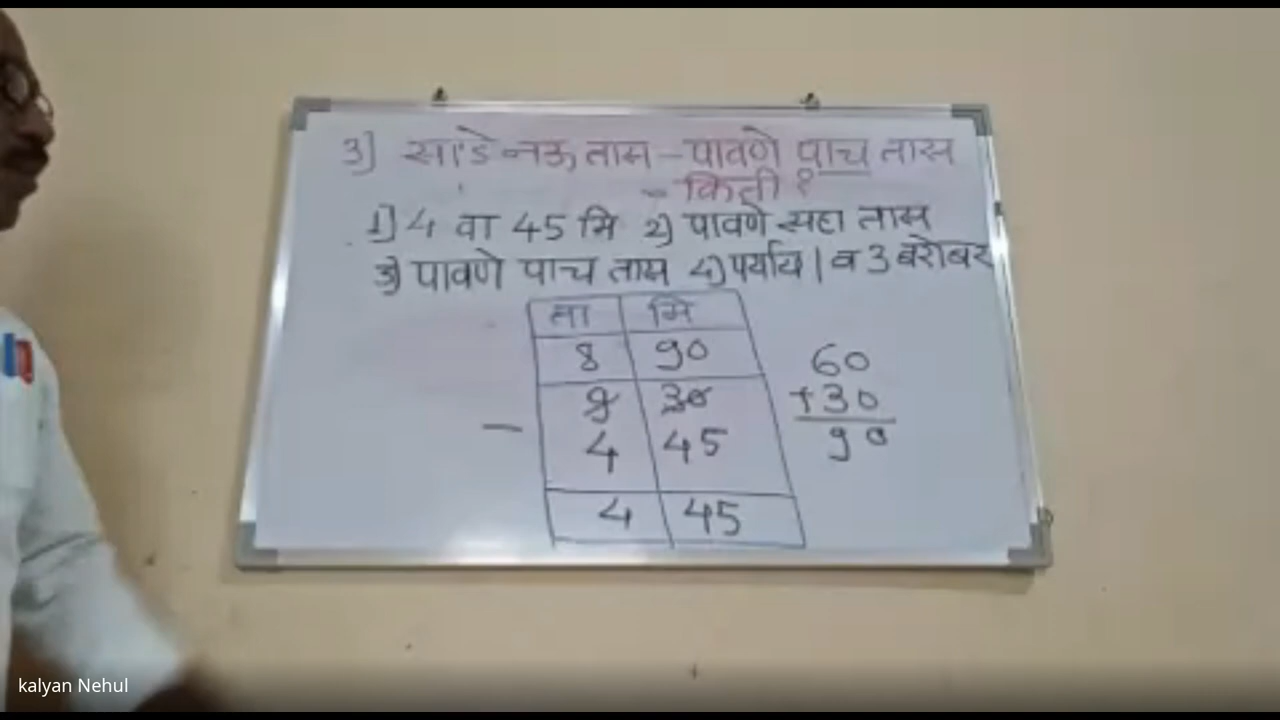 3] साडे नऊ तास - पावणे पाच तास
= किती ?
1] 4 वा 45 मि 2) पावणे सहा तास
3) पावणे पाच तास 4) पर्याय 1 व 3 बरोबर
ता मि
8 90
9 30
- 4 45
4 45
60
+30
90
kalyan Nehul